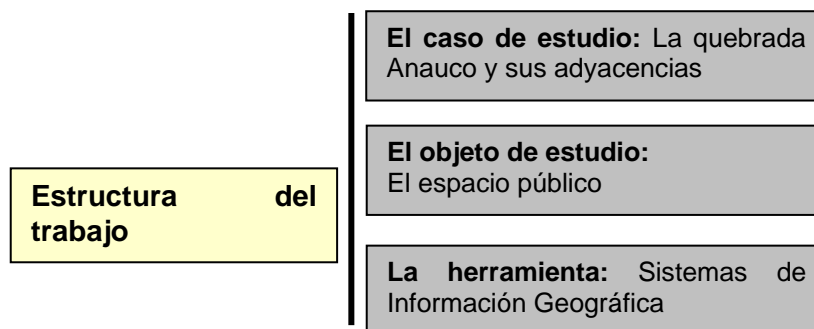 El caso de estudio: La quebrada
Anauco y sus adyacencias
El objeto de estudio:
El espacio público
Estructura del
trabajo
La herramienta: Sistemas de
Información Geográfica